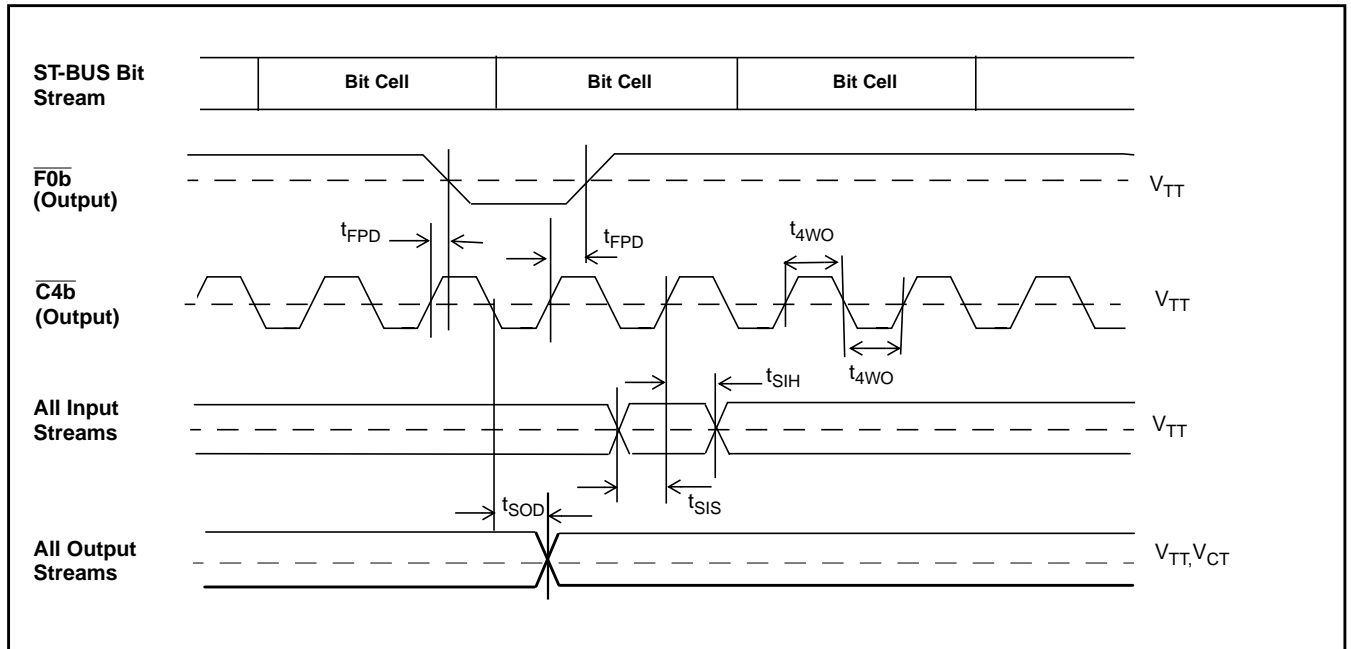 ST-BUS Bit
Stream
Bit Cell
Bit Cell
Bit Cell
F0b
(Output)
VTT
tFPD
tFPD
t4WO
C4b
(Output)
VTT
t4WO
tSIH
All Input
Streams
VTT
tSIS
tSOD
All Output
Streams
VTT,VCT